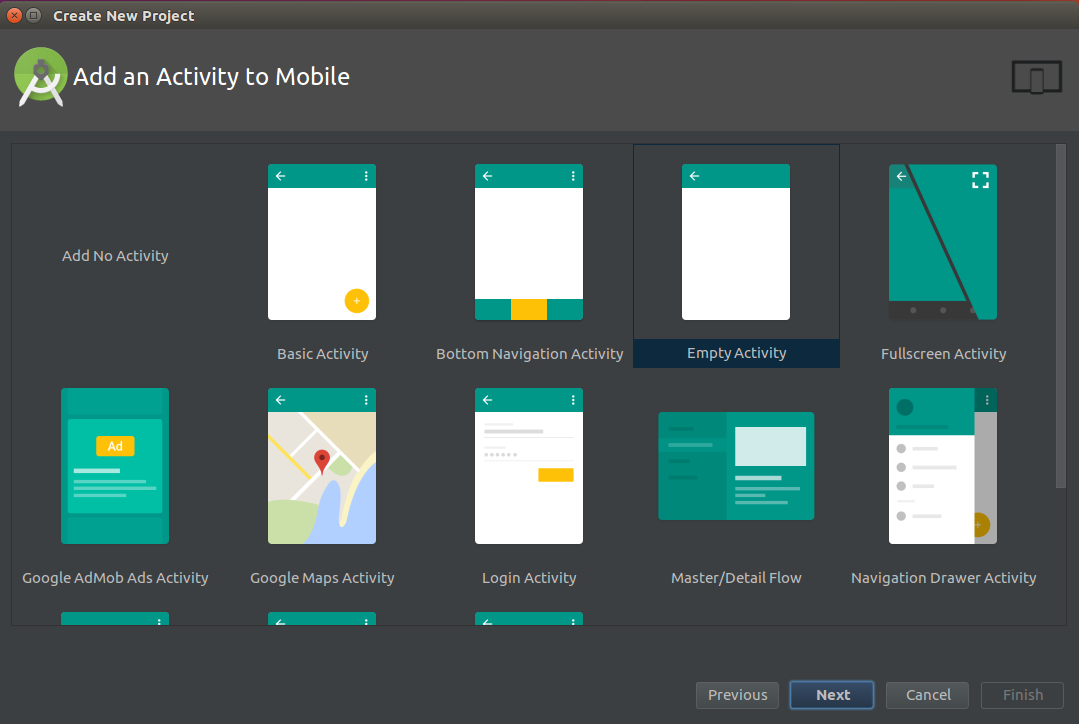 Create New Project
Add an Activity to Mobile
Add No Activity
Basic Activity
Bottom Navigation Activity
Empty Activity
Fullscreen Activity
Ad
Google AdMob Ads Activity
Google Maps Activity
Login Activity
Master/Detail Flow
Navigation Drawer Activity
Previous
Next
Cancel
Finish